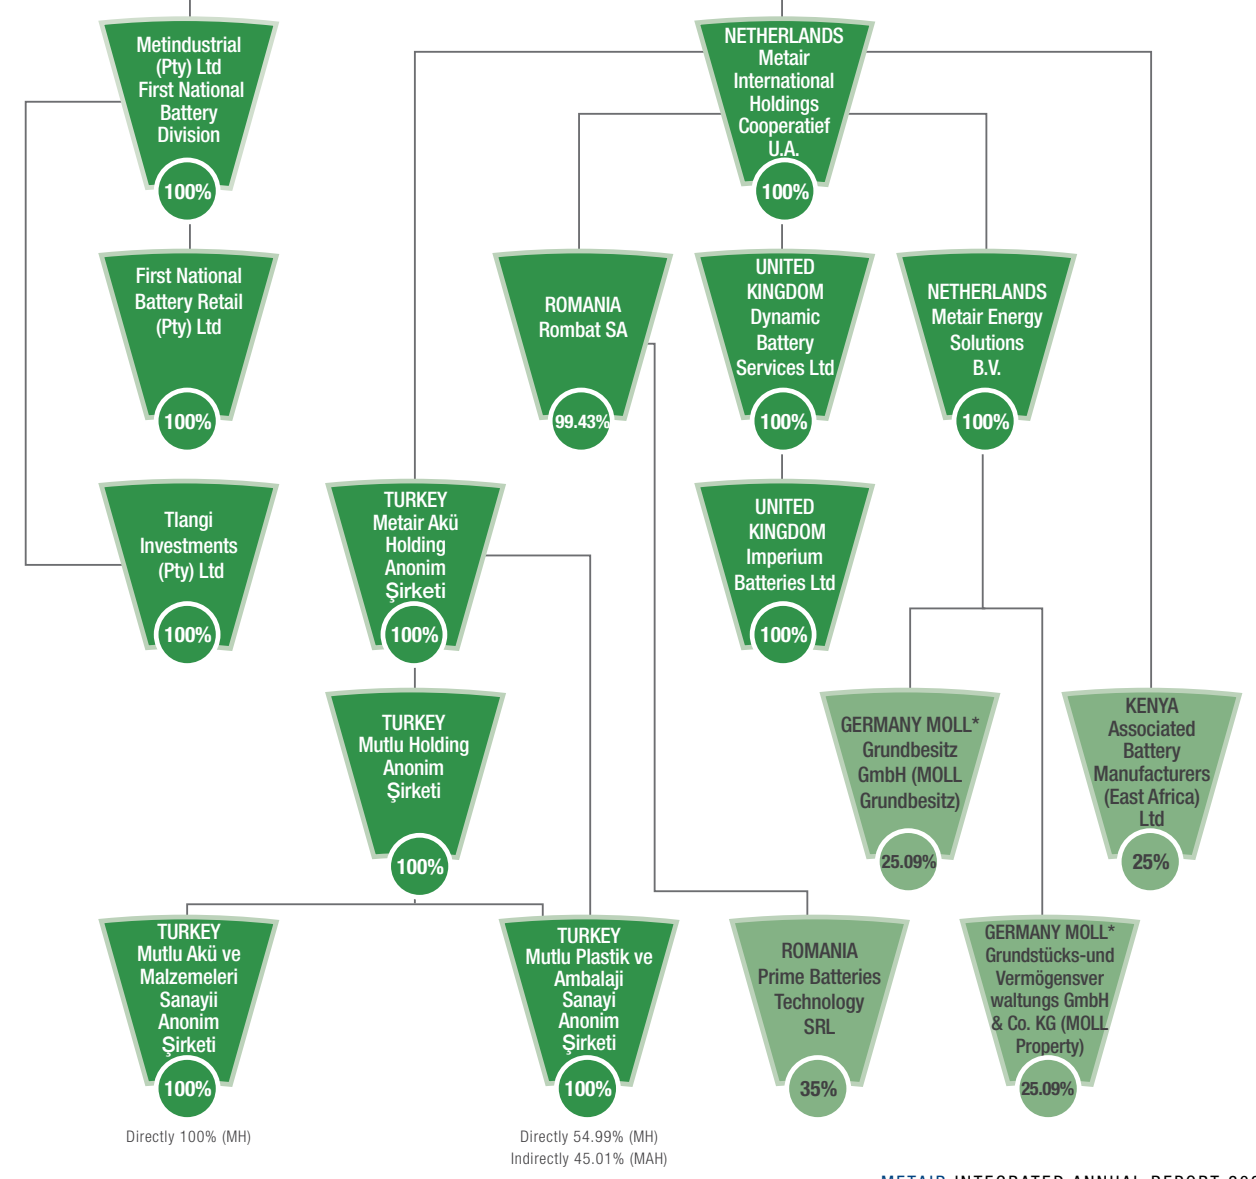 Metindustrial
(Pty) Ltd
First National
Battery
Division
100%
NETHERLANDS
Metair
International
Holdings
Cooperatief
U.A.
100%
First National
Battery Retail
(Pty) Ltd
100%
ROMANIA
Rombat SA
99.43%
UNITED
KINGDOM
Dynamic
Battery
Services Ltd
100%
NETHERLANDS
Metair Energy
Solutions
B.V.
100%
Tlangi
Investments
(Pty) Ltd
100%
TURKEY
Metair Akü
Holding
Anonim
Şirketi
100%
UNITED
KINGDOM
Imperium
Batteries Ltd
100%
TURKEY
Mutlu Holding
Anonim
Şirketi
100%
GERMANY MOLL*
Grundbesitz
GmbH (MOLL
Grundbesitz)
25.09%
KENYA
Associated
Battery
Manufacturers
(East Africa)
Ltd
25%
TURKEY
Mutlu Akü ve
Malzemeleri
Sanayii
Anonim
Şirketi
100%
Directly 100% (MH)
TURKEY
Mutlu Plastik ve
Ambalaji
Sanayi
Anonim
Şirketi
100%
Directly 54.99% (MH)
Indirectly 45.01% (MAH)
ROMANIA
Prime Batteries
Technology
SRL
35%
GERMANY MOLL*
Grundstücks-und
Vermögensver
waltungs GmbH
& Co. KG (MOLL
Property)
25.09%
METAIR INTEGRATED ANNUAL REPORT